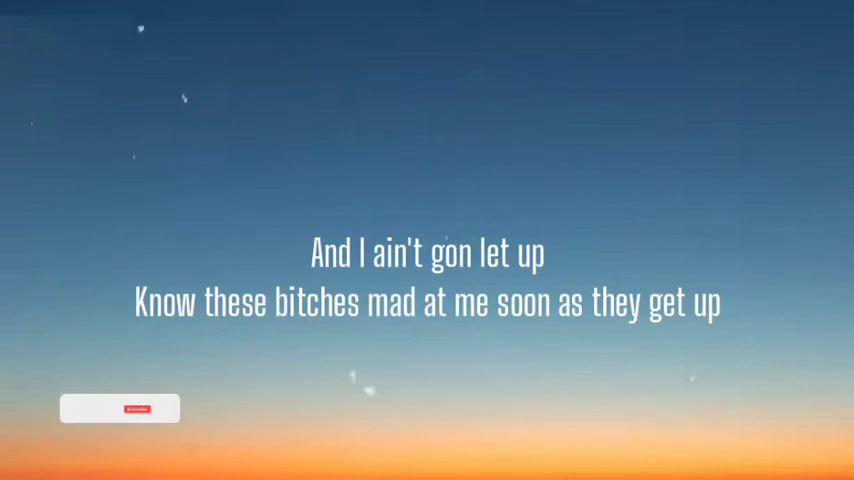 And I ain't gon let up
Know these bitches mad at me soon as they get up